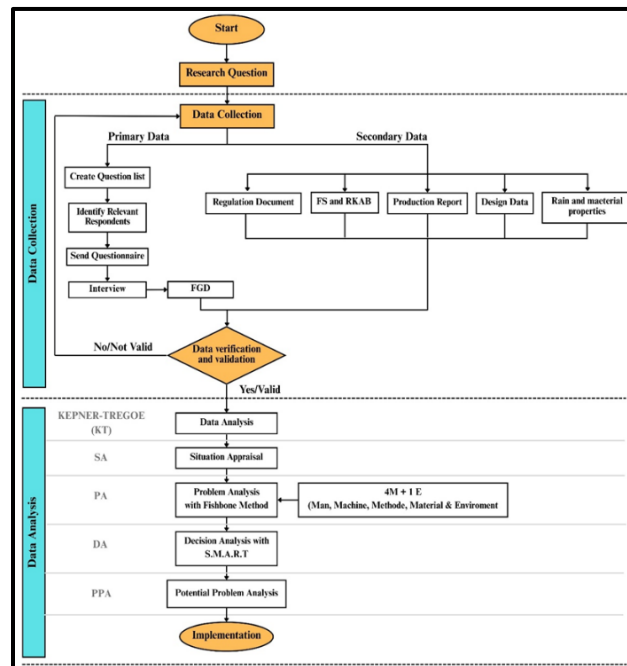 Start
Research Question
Data Collection
Data Collection
Primary Data
Secondary Data
Create Question list
Identify Relevant
Respondents
Send Questionnaire
Interview
FGD
Regulation Document
FS and RKAB
Production Report
Design Data
Rain and macterial
properties
No/Not Valid
Data verification
and validation
Yes/Valid
Data Analysis
KEPNER-TREGOE
(KT)
Data Analysis
SA
Situation Appraisal
PA
Problem Analysis
with Fishbone Method
4M + 1 E
(Man, Machine, Methode, Material & Enviroment
DA
Decision Analysis with
S.M.A.R.T
PPA
Potential Problem Analysis
Implementation